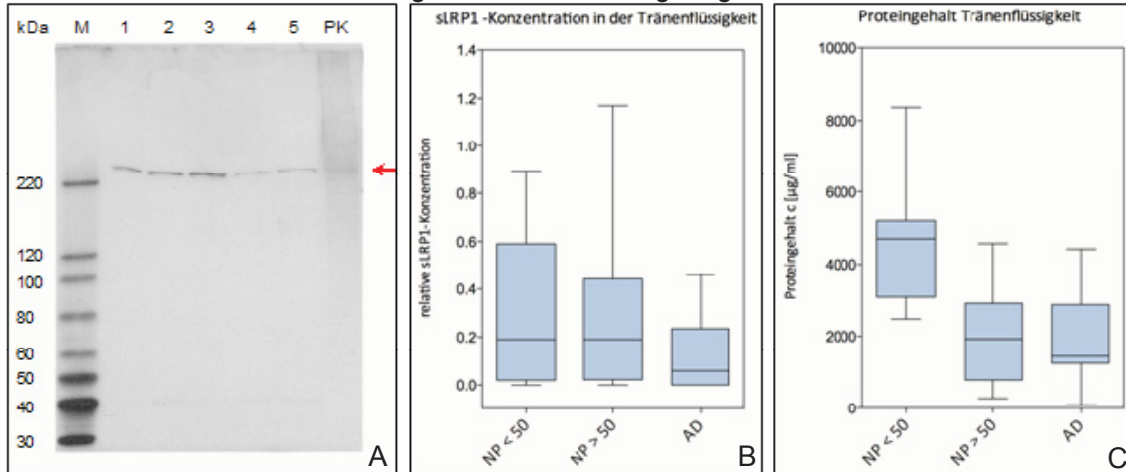 kDa M 1 2 3 4 5 PK
220
120
100
80
60
50
40
30
A
sLRP1 -Konzentration in der Tränenflüssigkeit
relative sLRP1-Konzentration
1.4
1.2
1.0
0.8
0.6
0.4
0.2
0.0
NP < 50
NP > 50
AD
B
Proteingehalt Tränenflüssigkeit
Proteingehalt c [µg/ml]
10000
8000
6000
4000
2000
0
NP < 50
NP > 50
AD
C